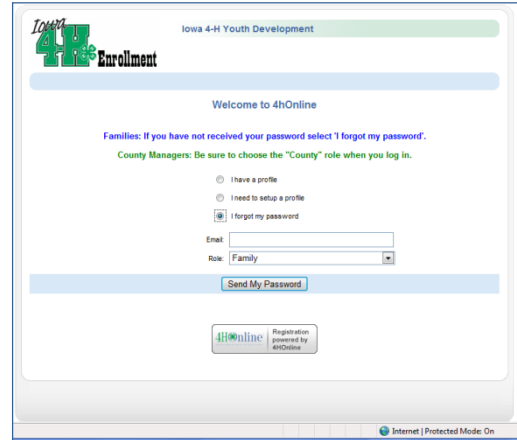 Iowa
4-H
Enrollment
Iowa 4-H Youth Development
Welcome to 4hOnline
Families: If you have not received your password select 'I forgot my password'.
County Managers: Be sure to choose the "County" role when you log in.
I have a profile
I need to setup a profile
I forgot my password
Email:
Role: Family
Send My Password
4HOnline
Registration
powered by
4HOnline
Internet | Protected Mode: On